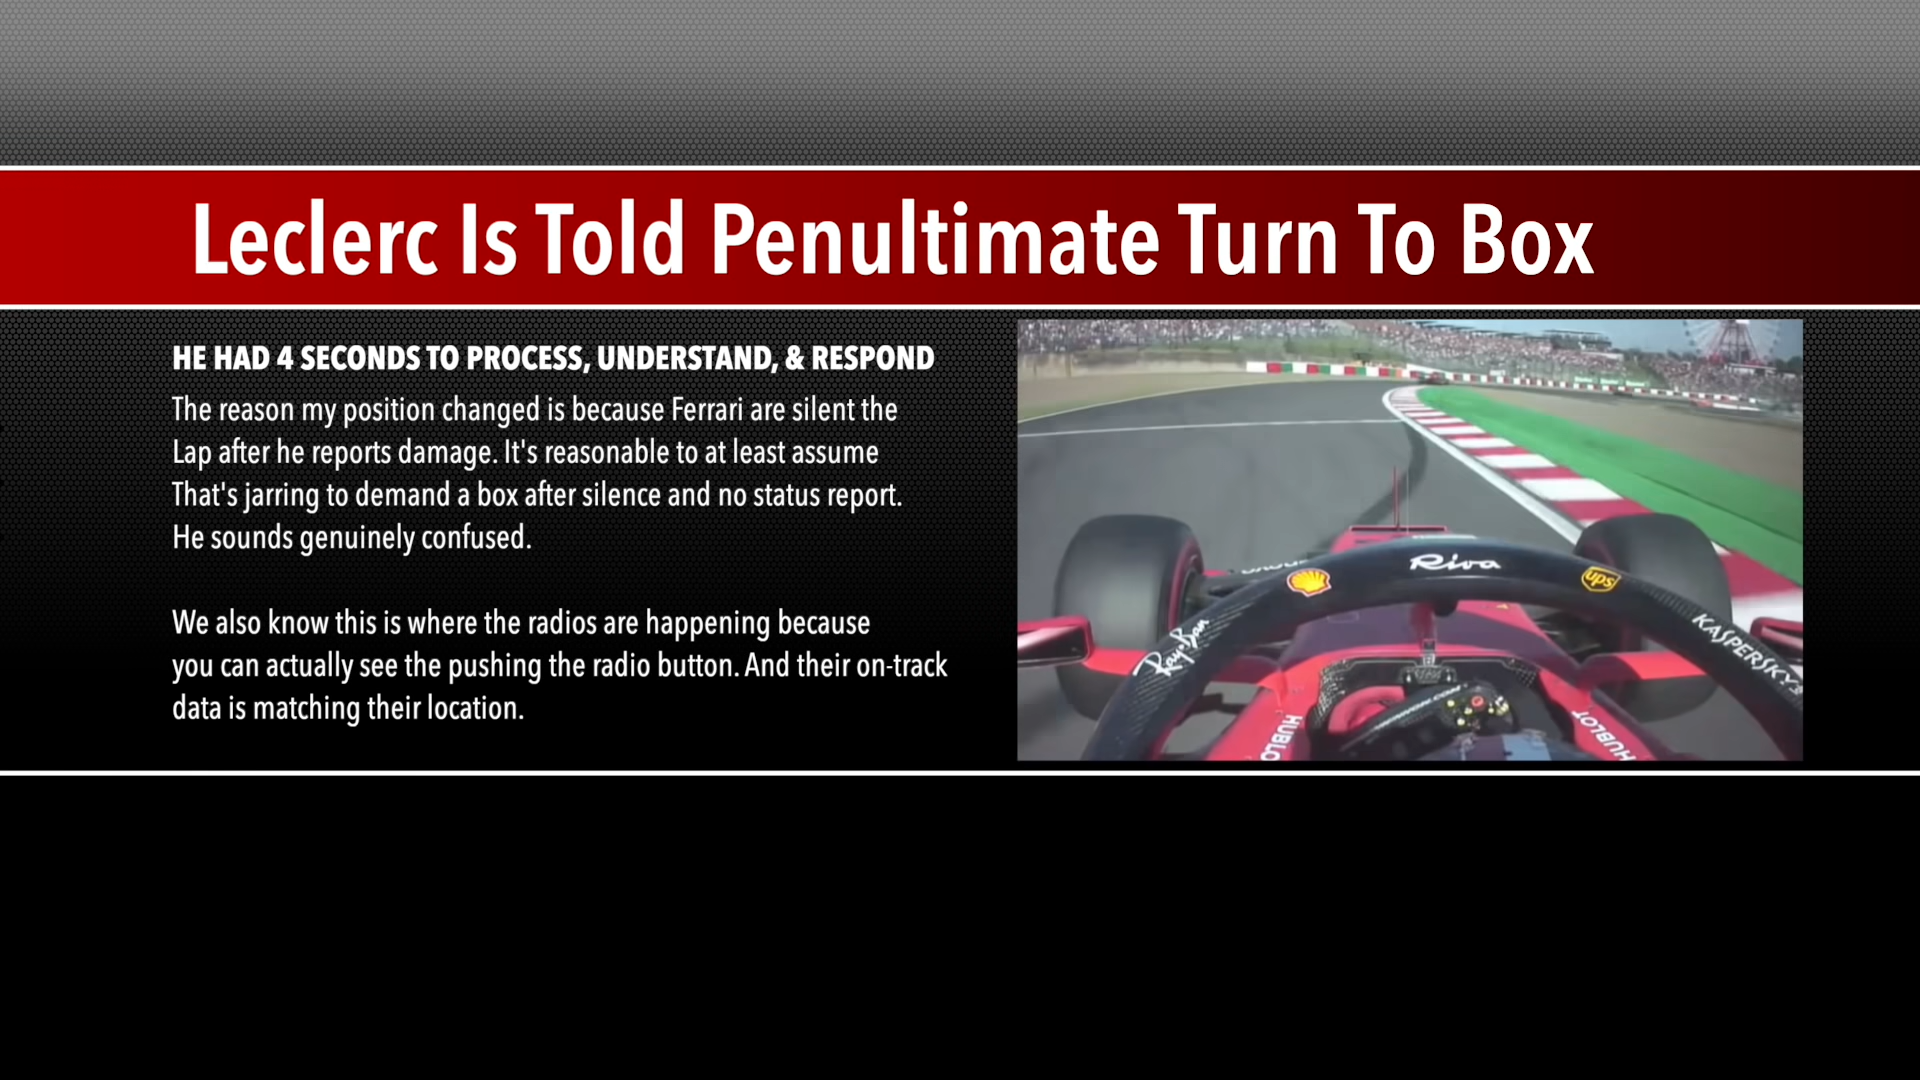 Leclerc Is Told Penultimate Turn To Box
HE HAD 4 SECONDS TO PROCESS, UNDERSTAND, & RESPOND
The reason my position changed is because Ferrari are silent the
Lap after he reports damage. It's reasonable to at least assume
That's jarring to demand a box after silence and no status report.
He sounds genuinely confused.
We also know this is where the radios are happening because
you can actually see the pushing the radio button. And their on-track
data is matching their location.
Riva
ups
Ray-Ban
KASPERSKY
HUBLOT
HUBLOT